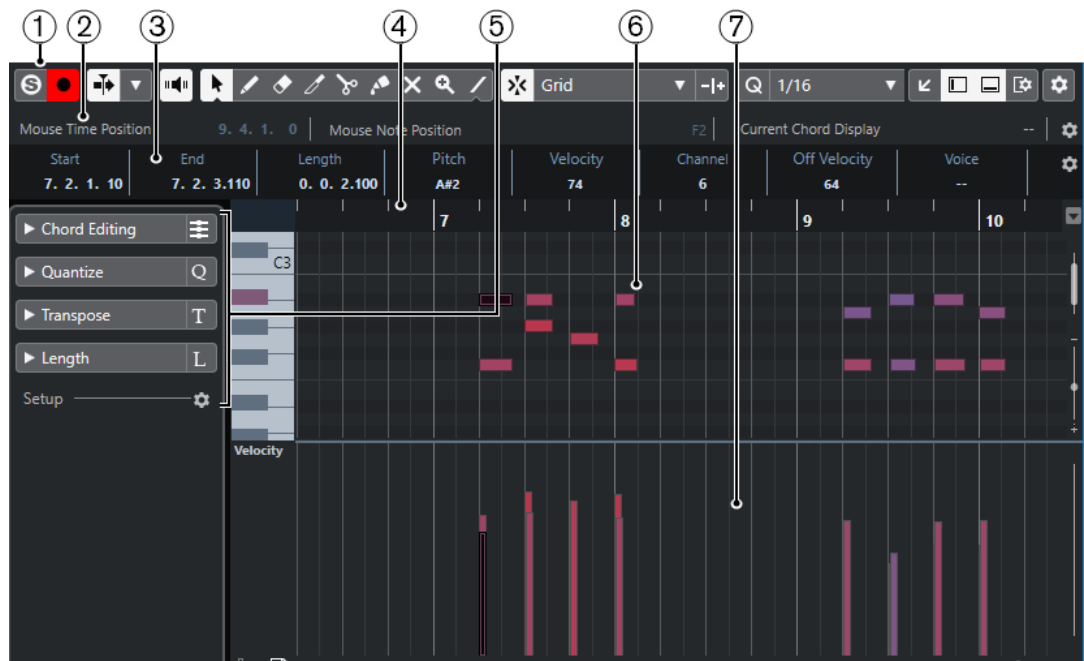 1 2 3 4 5 6 7
S Grid Q 1/16
Mouse Time Position 9. 4. 1. 0 Mouse Note Position F2 Current Chord Display --
Start End Length Pitch Velocity Channel Off Velocity Voice
7. 2. 1. 10 7. 2. 3.110 0. 0. 2.100 A#2 74 6 64 --
7 8 9 10
Chord Editing
C3
Quantize Q
Transpose T
Length L
Setup
Velocity